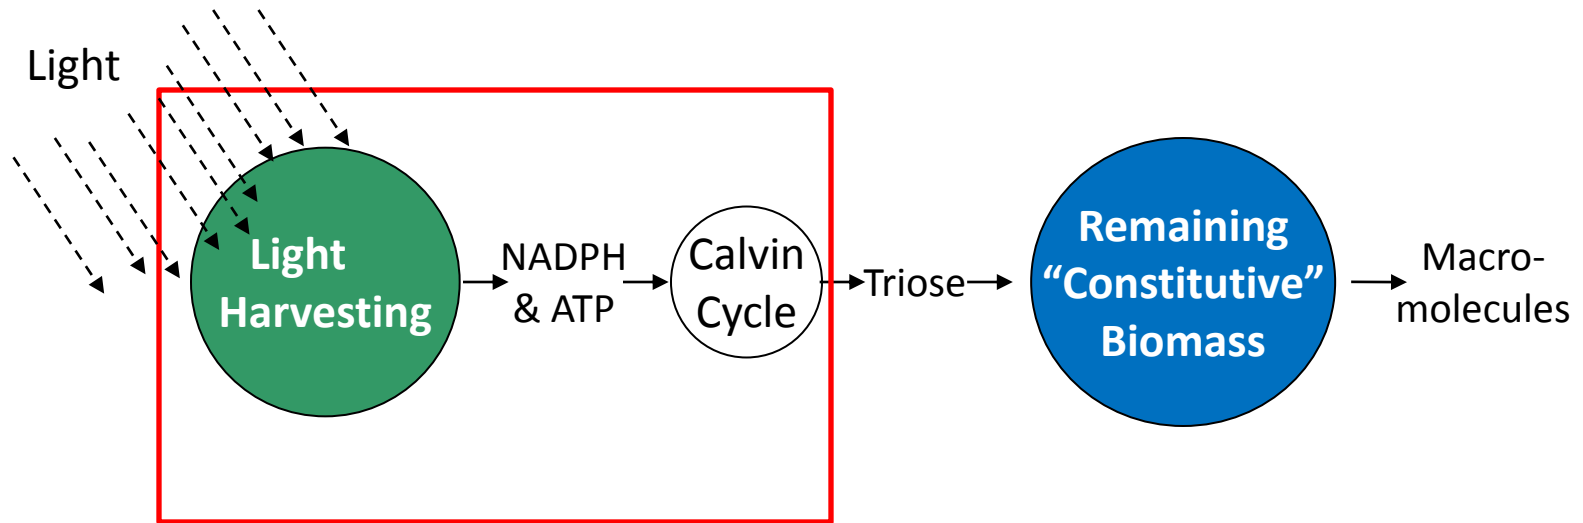 Light
Light
Harvesting
NADPH
& ATP
Calvin
Cycle
Triose
Remaining
“Constitutive”
Biomass
Macro-
molecules